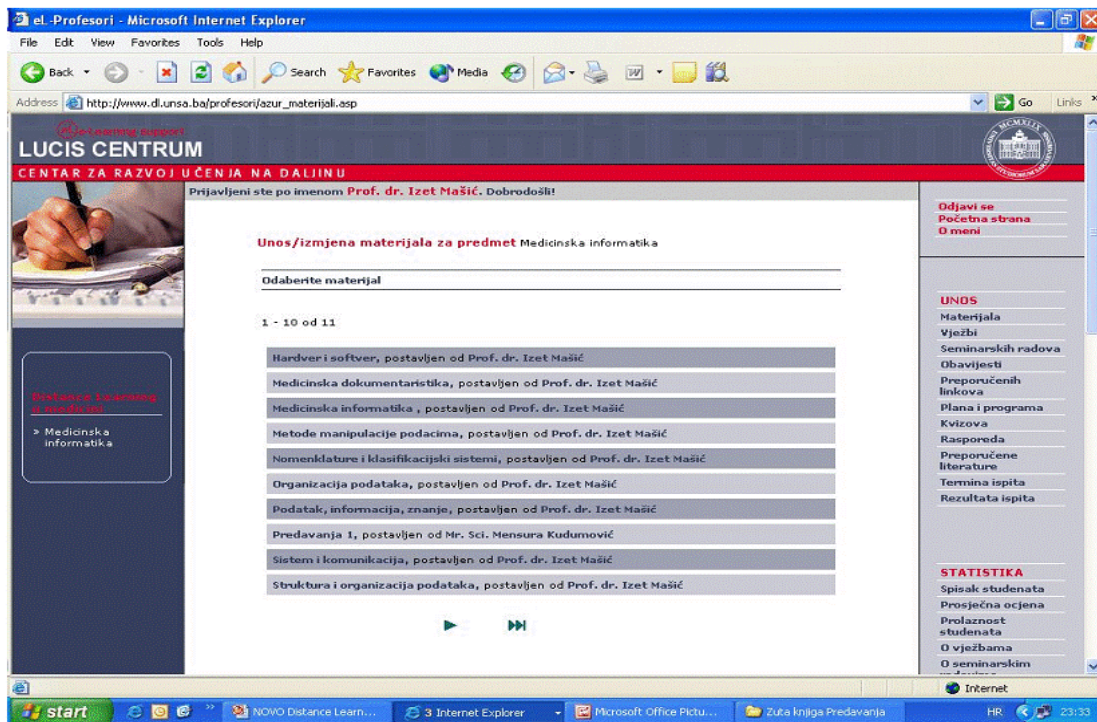 eL-Profesori - Microsoft Internet Explorer
File Edit View Favorites Tools Help
Back Search Favorites Media
Address http://www.dl.unsa.ba/profesori/azur_materijali.asp Go Links »
e-Learning support
LUCIS CENTRUM
CENTAR ZA RAZVOJ UČENJA NA DALJINU
Prijavljeni ste po imenom Prof. dr. Izet Mašić. Dobrodošli!
Unos/izmjena materijala za predmet Medicinska informatika
Odaberite materijal
1 - 10 od 11
Hardver i softver, postavljen od Prof. dr. Izet Mašić
Medicinska dokumentaristika, postavljen od Prof. dr. Izet Mašić
Medicinska informatika , postavljen od Prof. dr. Izet Mašić
Metode manipulacije podacima, postavljen od Prof. dr. Izet Mašić
Nomenklature i klasifikacijski sistemi, postavljen od Prof. dr. Izet Mašić
Organizacija podataka, postavljen od Prof. dr. Izet Mašić
Podatak, informacija, znanje, postavljen od Prof. dr. Izet Mašić
Predavanja 1, postavljen od Mr. Sci. Mensura Kudumović
Sistem i komunikacija, postavljen od Prof. dr. Izet Mašić
Struktura i organizacija podataka, postavljen od Prof. dr. Izet Mašić
Distance Learning
u medicini
» Medicinska
informatika
Odjavi se
Početna strana
O meni
UNOS
Materijala
Vježbi
Seminarskih radova
Obavijesti
Preporučenih
linkova
Plana i programa
Kvizova
Rasporeda
Preporučene
literature
Termina ispita
Rezultata ispita
STATISTIKA
Spisak studenata
Prosječna ocjena
Prolaznost
studenata
O vježbama
O seminarskim
Internet
start » NOVO Distance Learn... 3 Internet Explorer Microsoft Office Pictu... Zuta knjiga Predavanja HR 23:33